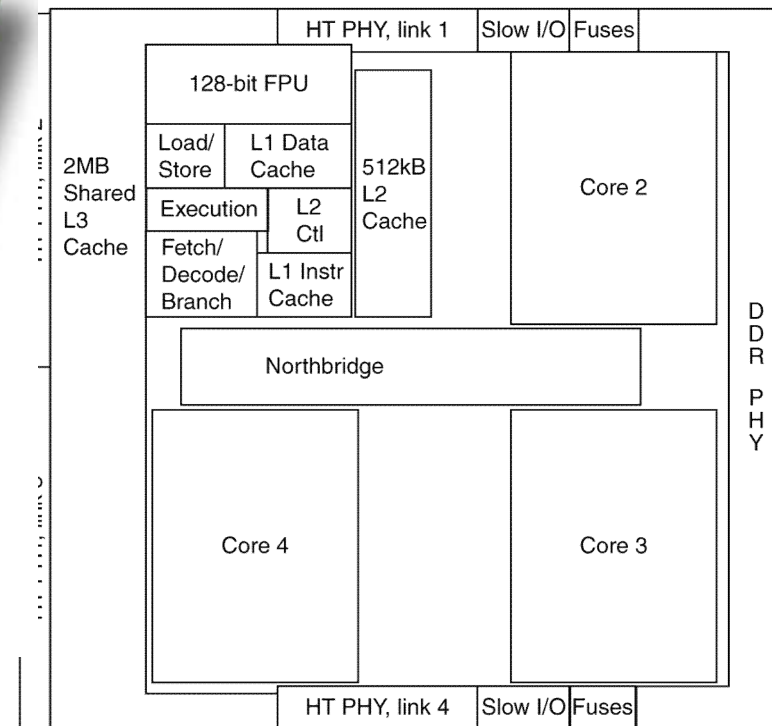 HT PHY, link 1
Slow I/O
Fuses
128-bit FPU
Load/
Store
L1 Data
Cache
2MB
Shared
L3
Cache
512kB
L2
Cache
Execution
L2
Ctl
Fetch/
Decode/
Branch
L1 Instr
Cache
Core 2
Northbridge
D
D
R
P
H
Y
Core 4
Core 3
HT PHY, link 4
Slow I/O
Fuses